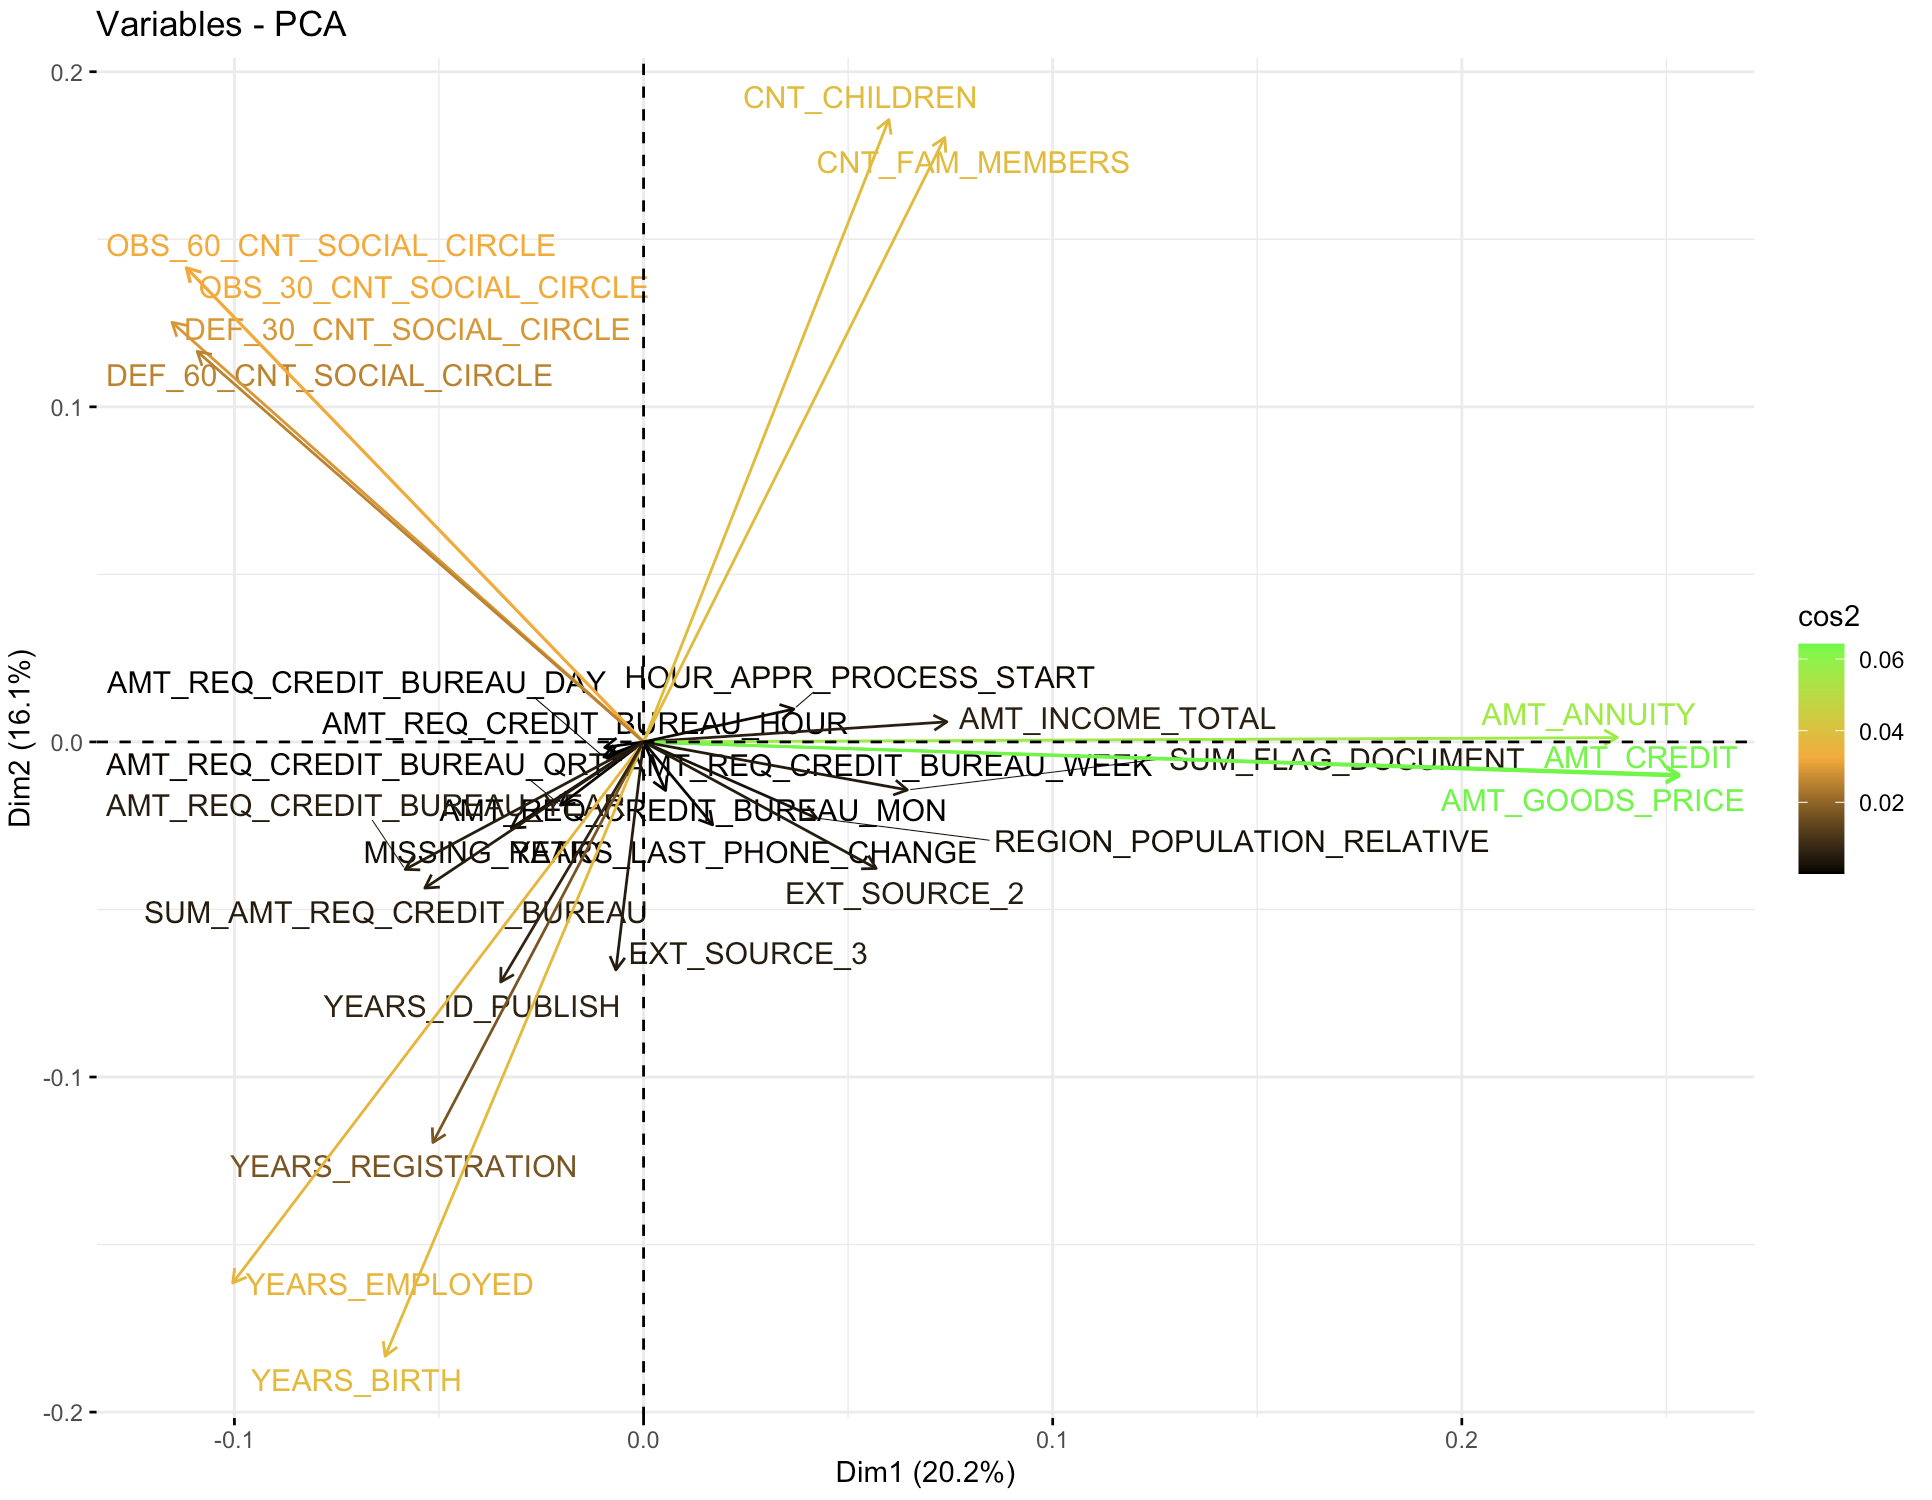 Variables - PCA
0.2
CNT_CHILDREN
CNT_FAM_MEMBERS
OBS_60_CNT_SOCIAL_CIRCLE
OBS_30_CNT_SOCIAL_CIRCLE
DEF_30_CNT_SOCIAL_CIRCLE
DEF_60_CNT_SOCIAL_CIRCLE
0.1
cos2
0.06
0.04
0.02
AMT_REQ_CREDIT_BUREAU_DAY
HOUR_APPR_PROCESS_START
AMT_REQ_CREDIT_BUREAU_HOUR
AMT_INCOME_TOTAL
AMT_ANNUITY
0.0
AMT_REQ_CREDIT_BUREAU_QRT
AMT_REQ_CREDIT_BUREAU_WEEK
SUM_FLAG_DOCUMENT
AMT_CREDIT
AMT_REQ_CREDIT_BUREAU_YEAR
AMT_REQ_CREDIT_BUREAU_MON
AMT_GOODS_PRICE
REGION_POPULATION_RELATIVE
YEARS_LAST_PHONE_CHANGE
EXT_SOURCE_2
SUM_AMT_REQ_CREDIT_BUREAU
EXT_SOURCE_3
YEARS_ID_PUBLISH
-0.1
YEARS_REGISTRATION
YEARS_EMPLOYED
YEARS_BIRTH
-0.2
-0.1
0.0
0.1
0.2
Dim1 (20.2%)
Dim2 (16.1%)